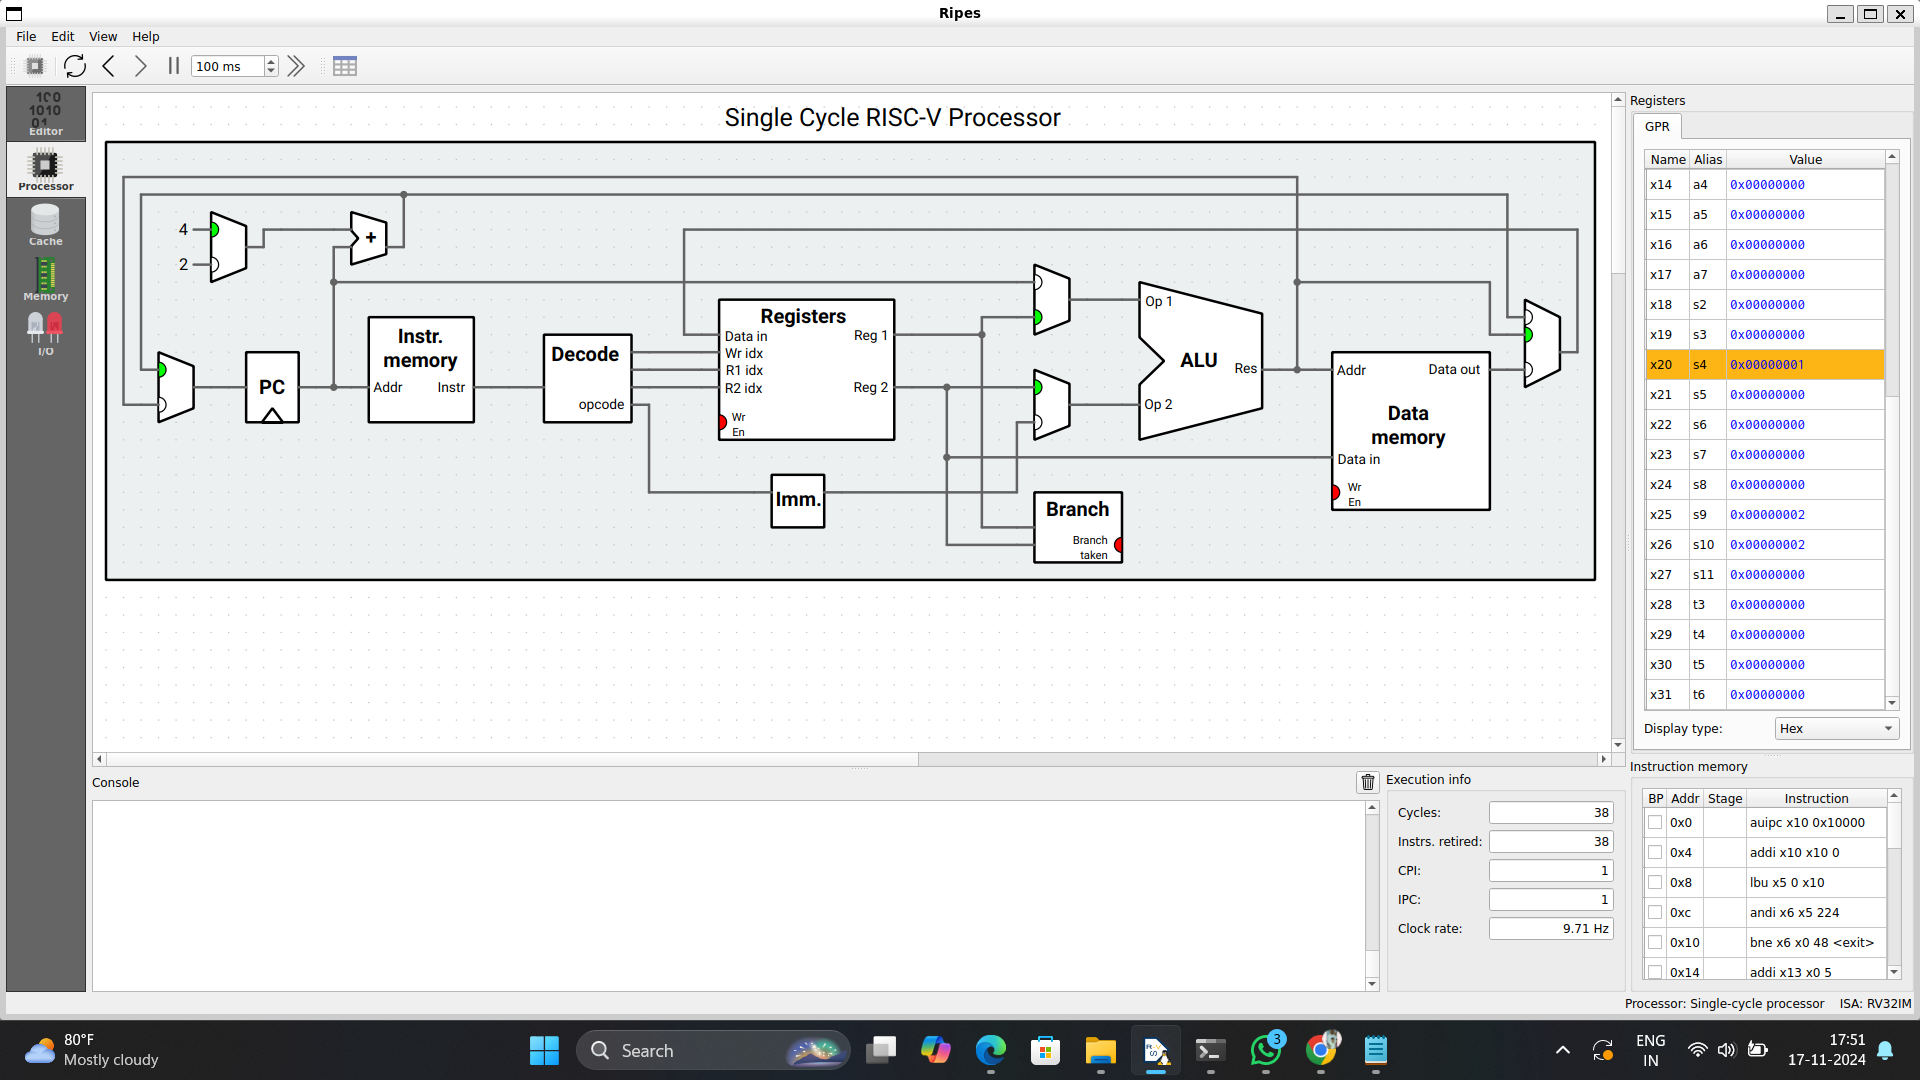 Ripes
File Edit View Help
100 ms
Editor
Processor
Cache
Memory
I/O
Single Cycle RISC-V Processor
4
2
+
PC
Instr.
memory
Addr Instr
Decode
opcode
Registers
Data in
Wr idx
R1 idx
R2 idx
Wr
En
Reg 1
Reg 2
Imm.
Branch
Branch
taken
Op 1
ALU
Res
Op 2
Addr Data out
Data
memory
Data in
Wr
En
Registers
GPR
Name Alias Value
x14 a4 0x00000000
x15 a5 0x00000000
x16 a6 0x00000000
x17 a7 0x00000000
x18 s2 0x00000000
x19 s3 0x00000000
x20 s4 0x00000001
x21 s5 0x00000000
x22 s6 0x00000000
x23 s7 0x00000000
x24 s8 0x00000000
x25 s9 0x00000002
x26 s10 0x00000002
x27 s11 0x00000000
x28 t3 0x00000000
x29 t4 0x00000000
x30 t5 0x00000000
x31 t6 0x00000000
Display type: Hex
Console
Execution info
Cycles: 38
Instrs. retired: 38
CPI: 1
IPC: 1
Clock rate: 9.71 Hz
Instruction memory
BP Addr Stage Instruction
0x0 auipc x10 0x10000
0x4 addi x10 x10 0
0x8 lbu x5 0 x10
0xc andi x6 x5 224
0x10 bne x6 x0 48 <exit>
0x14 addi x13 x0 5
Processor: Single-cycle processor ISA: RV32IM
80°F
Mostly cloudy
Search
3
ENG
IN
17:51
17-11-2024